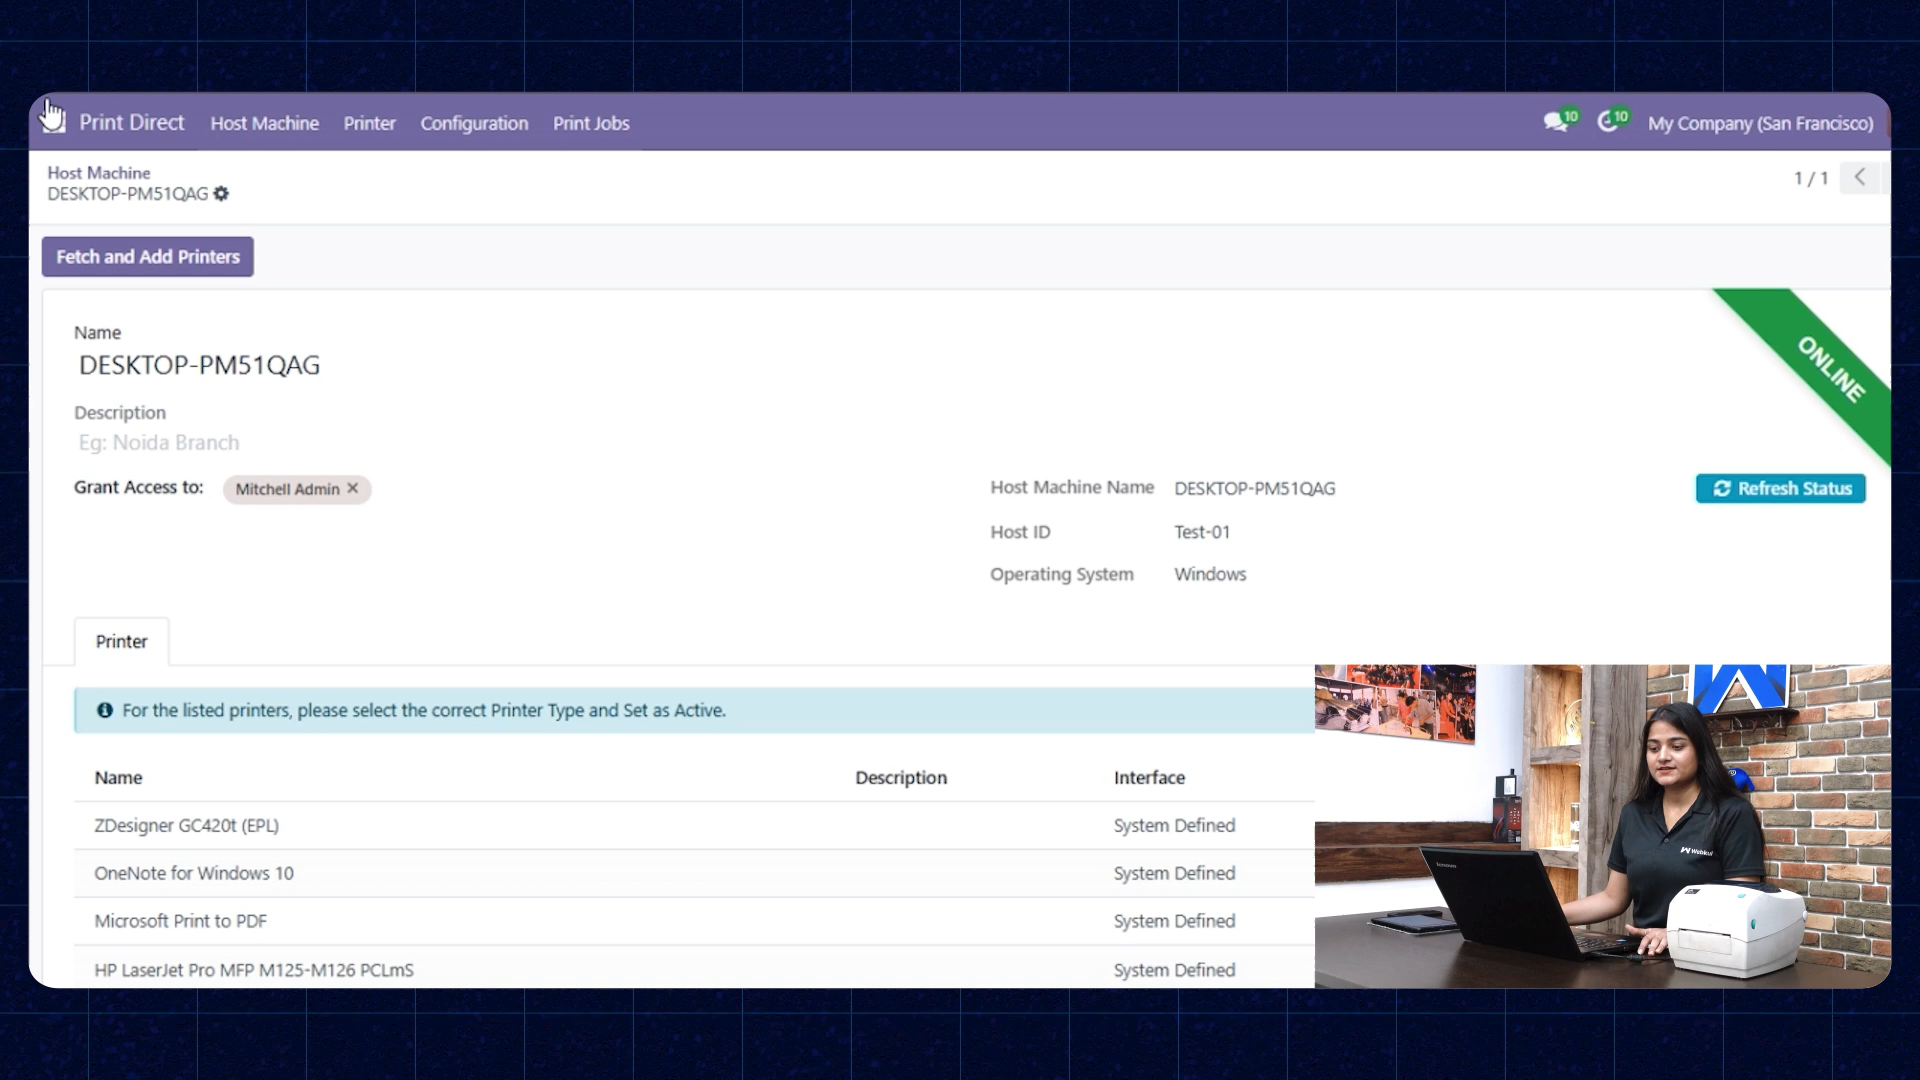 Print Direct Host Machine Printer Configuration Print Jobs 10 10 My Company (San Francisco)
Host Machine
DESKTOP-PM51QAG
1 / 1
Fetch and Add Printers
ONLINE
Name
DESKTOP-PM51QAG
Description
Eg: Noida Branch
Grant Access to: Mitchell Admin ✕
Host Machine Name DESKTOP-PM51QAG
Refresh Status
Host ID Test-01
Operating System Windows
Printer
For the listed printers, please select the correct Printer Type and Set as Active.
Name Description Interface
ZDesigner GC420t (EPL) System Defined
OneNote for Windows 10 System Defined
Microsoft Print to PDF System Defined
HP LaserJet Pro MFP M125-M126 PCLmS System Defined
Webkul
lenovo